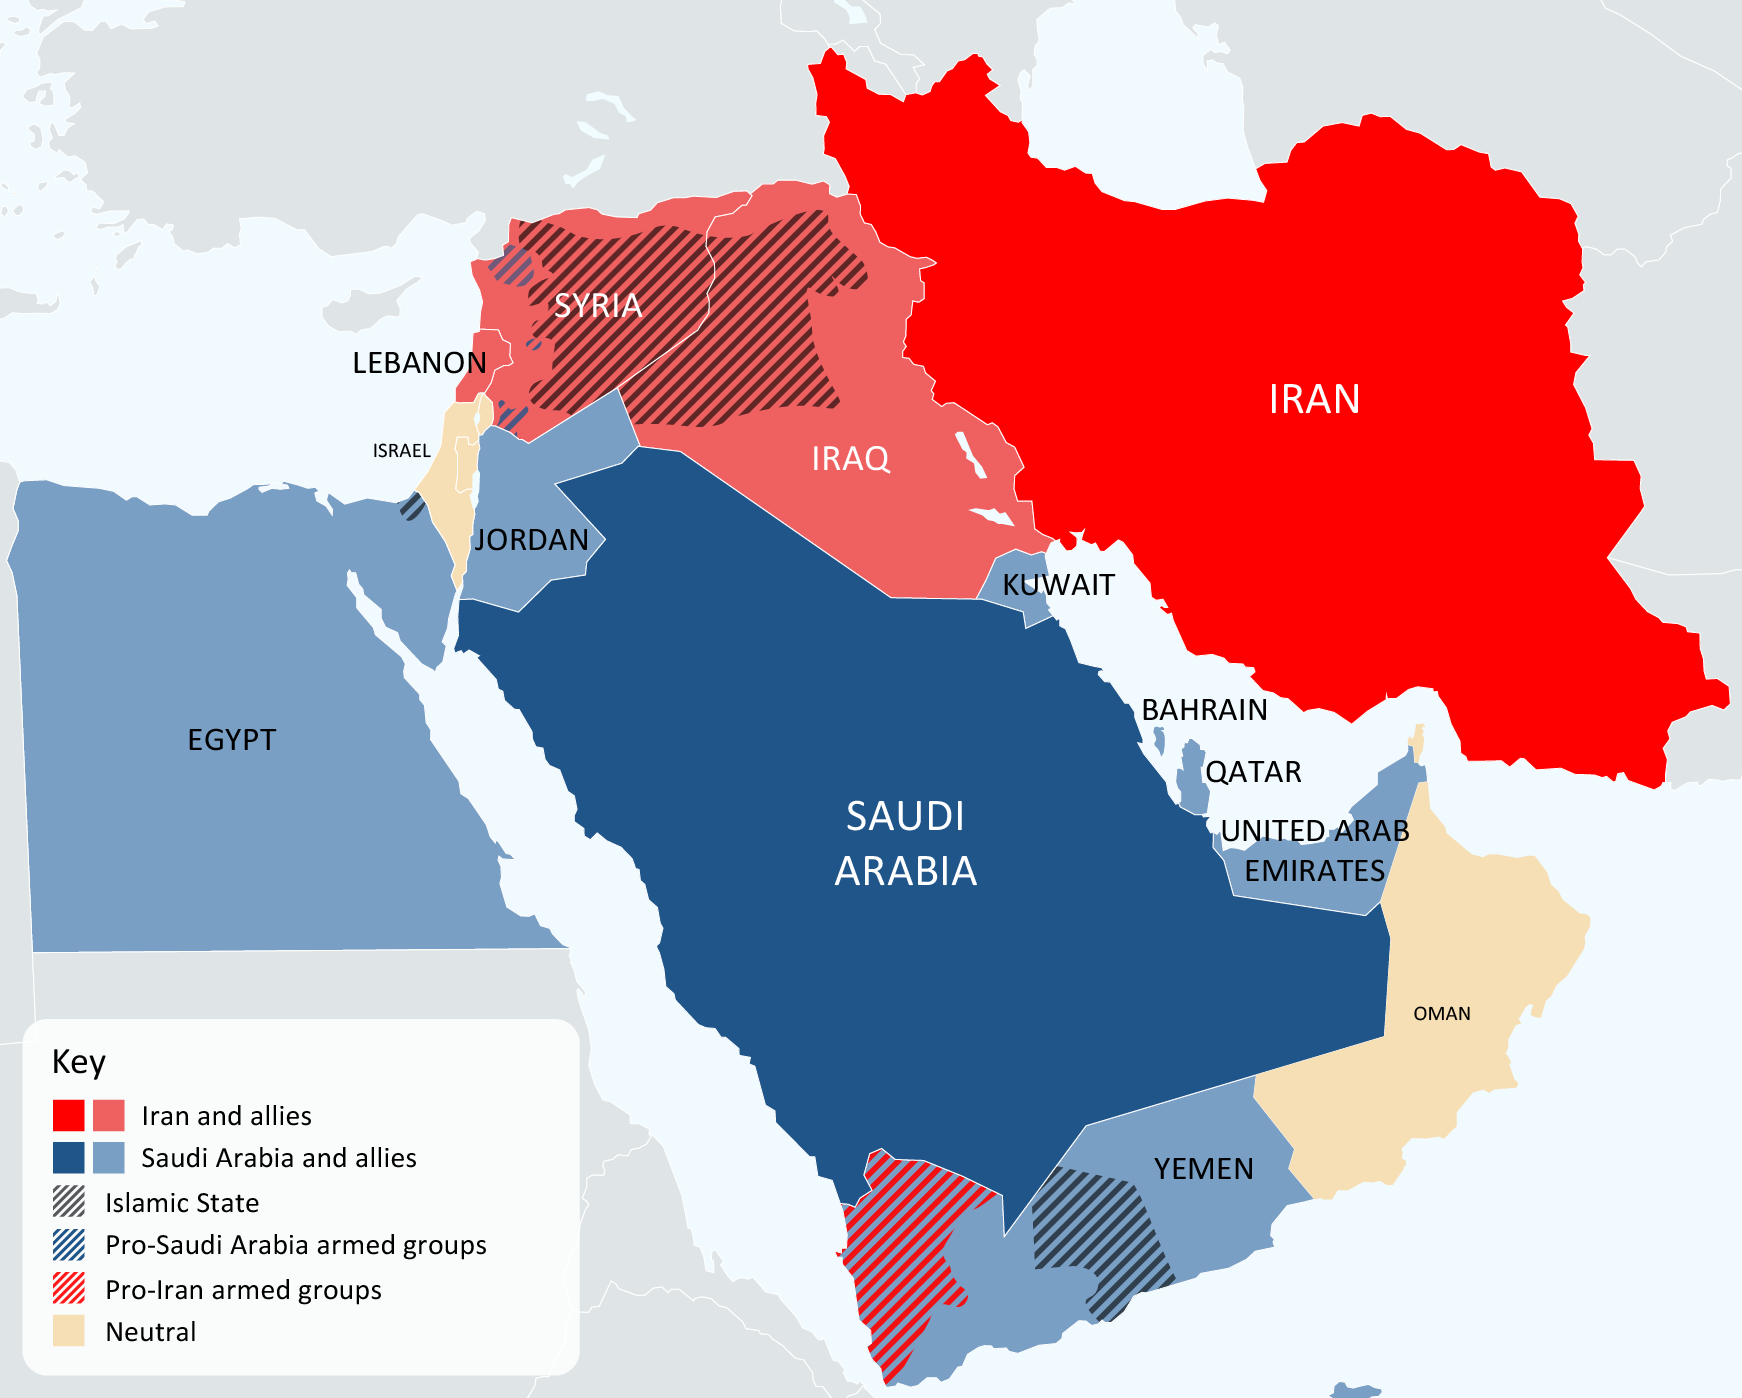 SYRIA
LEBANON
IRAN
ISRAEL
IRAQ
JORDAN
KUWAIT
BAHRAIN
EGYPT
QATAR
SAUDI
ARABIA
UNITED ARAB
EMIRATES
OMAN
YEMEN
Key
Iran and allies
Saudi Arabia and allies
Islamic State
Pro-Saudi Arabia armed groups
Pro-Iran armed groups
Neutral